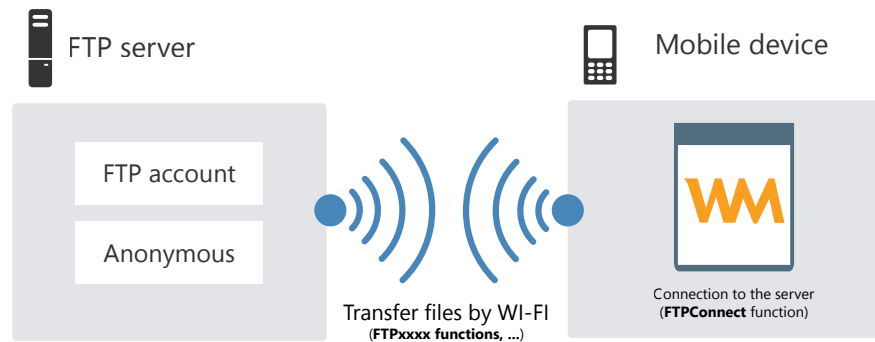 FTP server
Mobile device
FTP account
Anonymous
WM
Transfer files by WI-FI
(FTPxxxx functions, ...)
Connection to the server
(FTPConnect function)